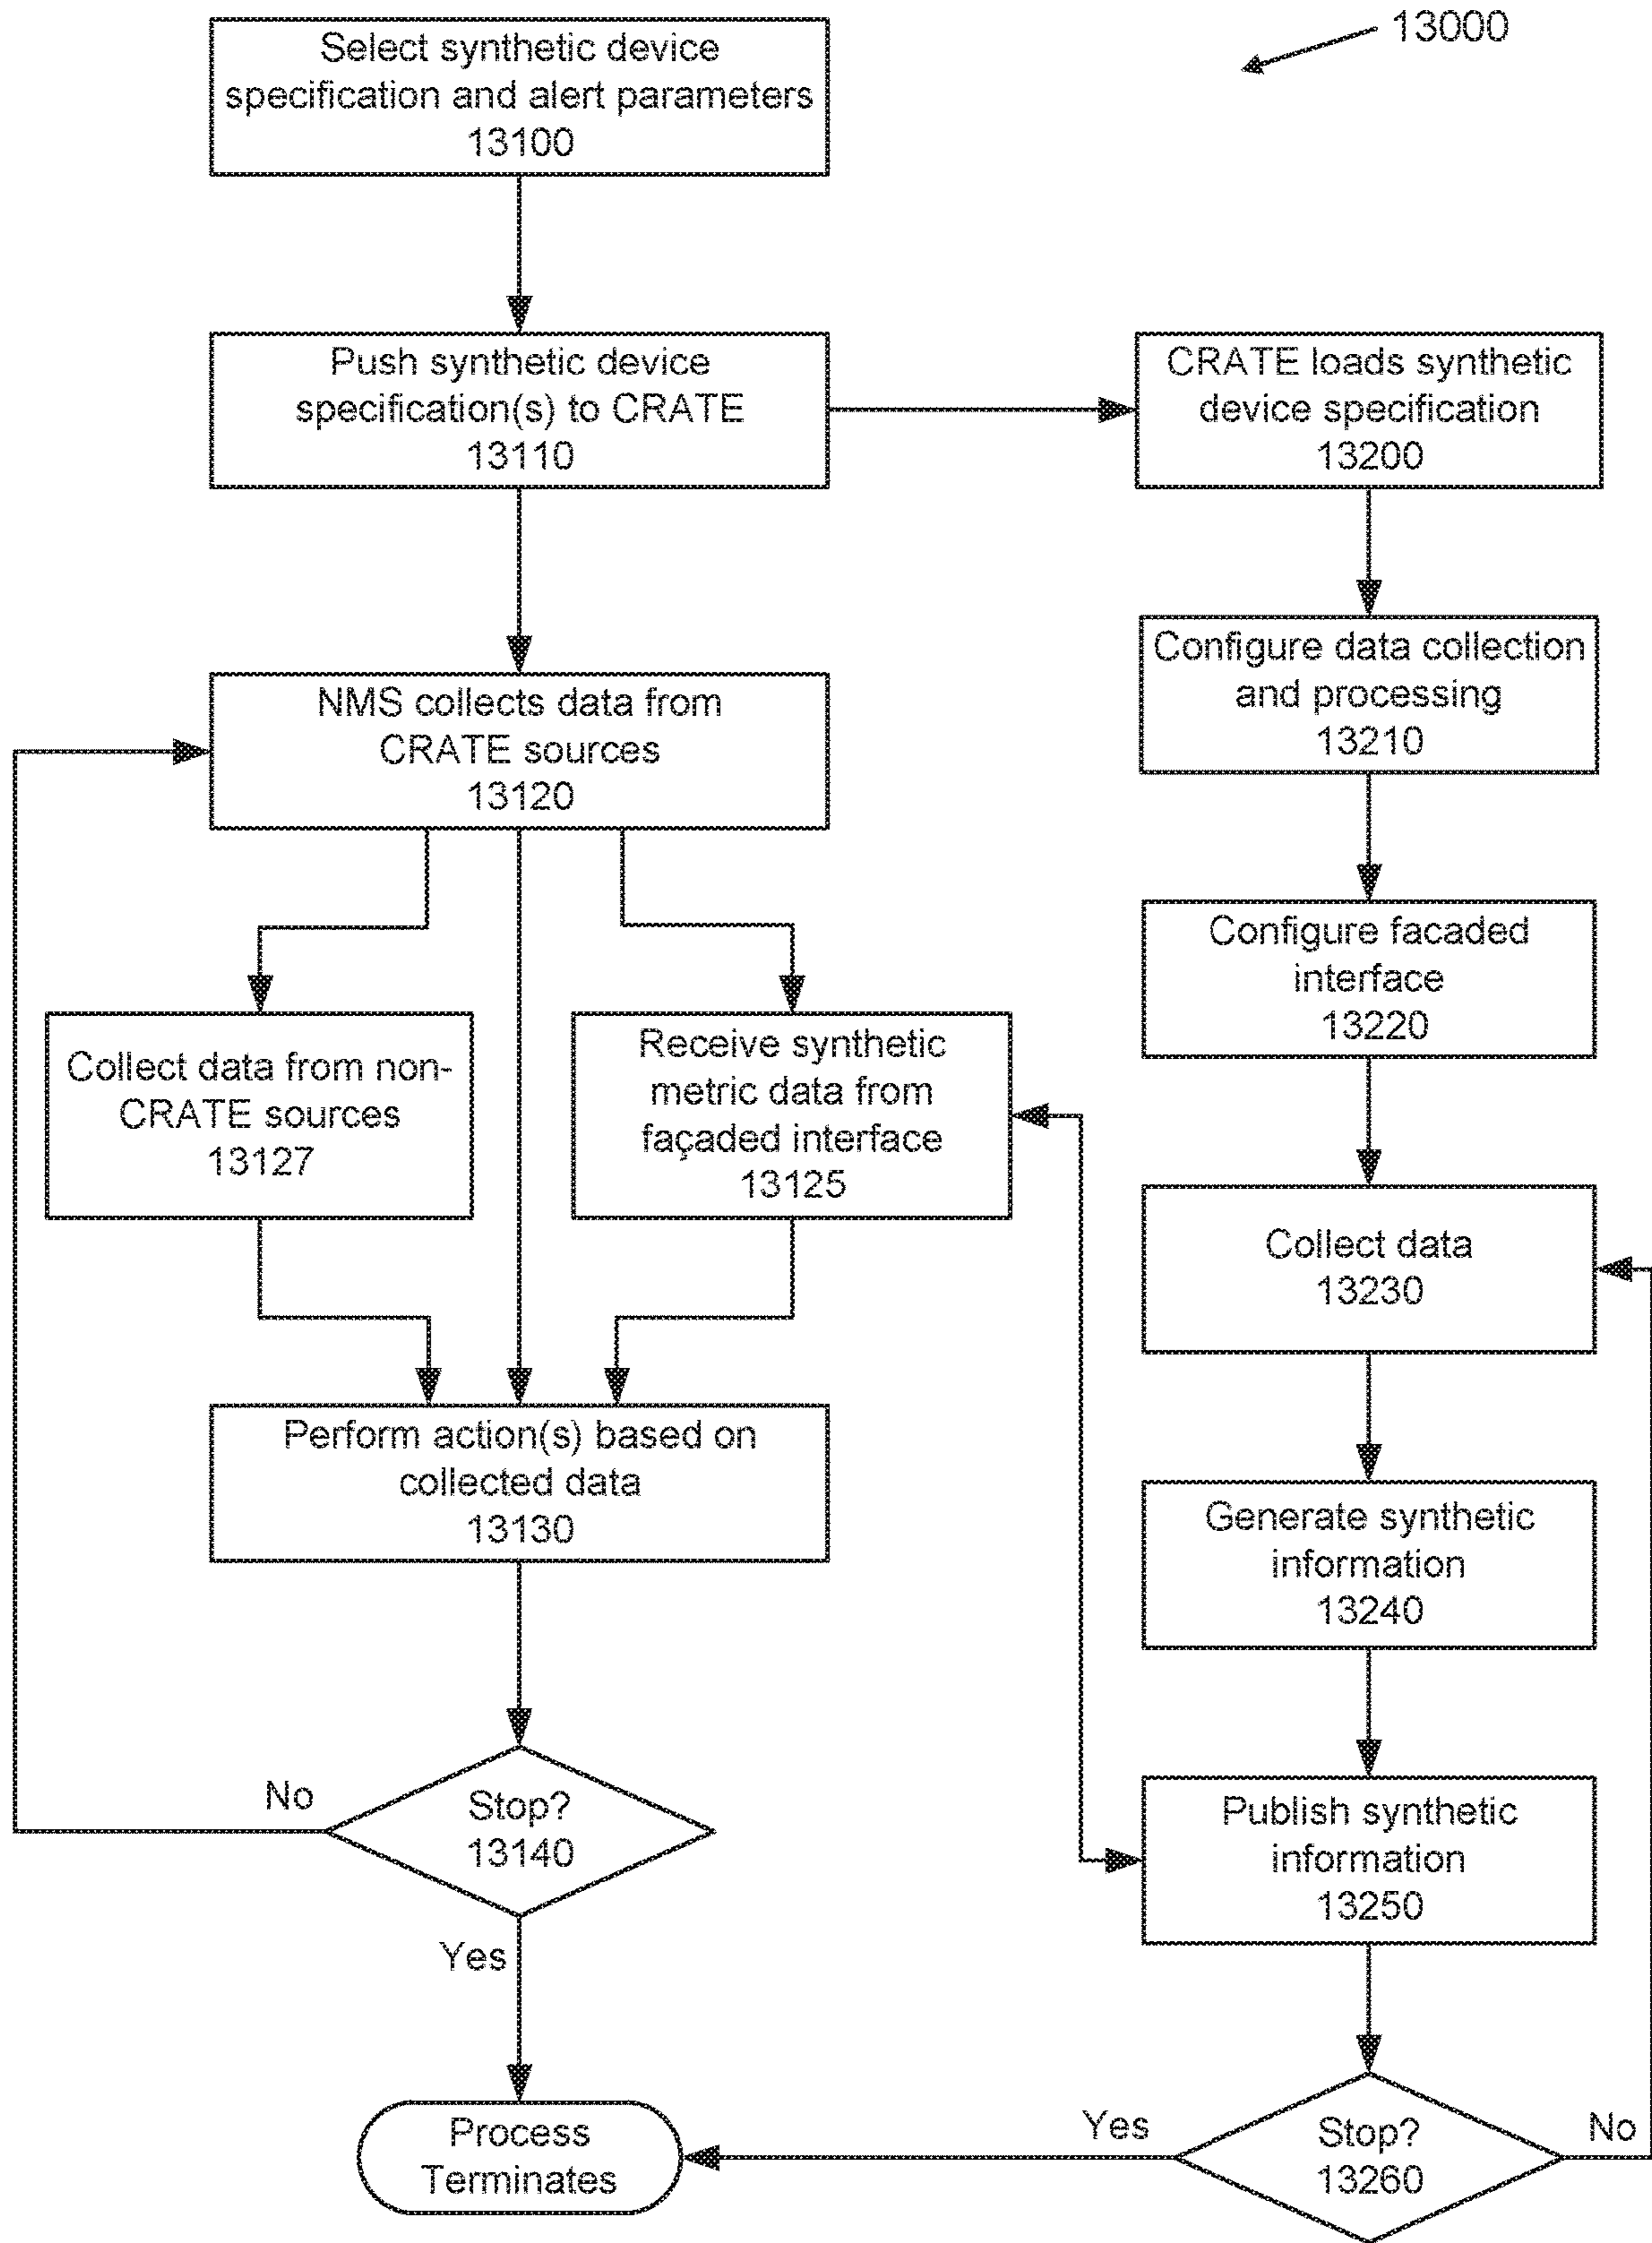 13000
Select synthetic device
specification and alert parameters
13100
Push synthetic device
specification(s) to CRATE
13110
CRATE loads synthetic
device specification
13200
NMS collects data from
CRATE sources
13120
Configure data collection
and processing
13210
Configure facaded
interface
13220
Collect data from non-
CRATE sources
13127
Receive synthetic
metric data from
façaded interface
13125
Collect data
13230
Perform action(s) based on
collected data
13130
Generate synthetic
information
13240
No
Stop?
13140
Yes
Publish synthetic
information
13250
Process
Terminates
Yes
Stop?
13260
No